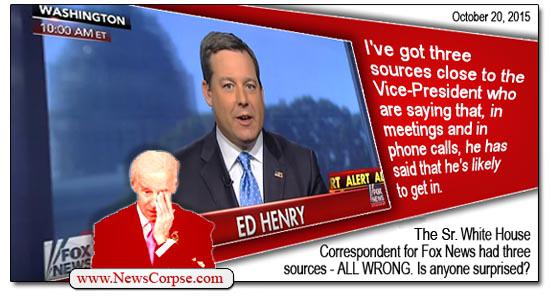 WASHINGTON
10:00 AM ET
October 20, 2015
I've got three
sources close to the
Vice-President who
are saying that, in
meetings and in
phone calls, he has
said that he's likely
to get in.
RT ALERT AL
FOX
NEWS
ED HENRY
FOX
NEWS
The Sr. White House
Correspondent for Fox News had three
sources - ALL WRONG. Is anyone surprised?
www.NewsCorpse.com